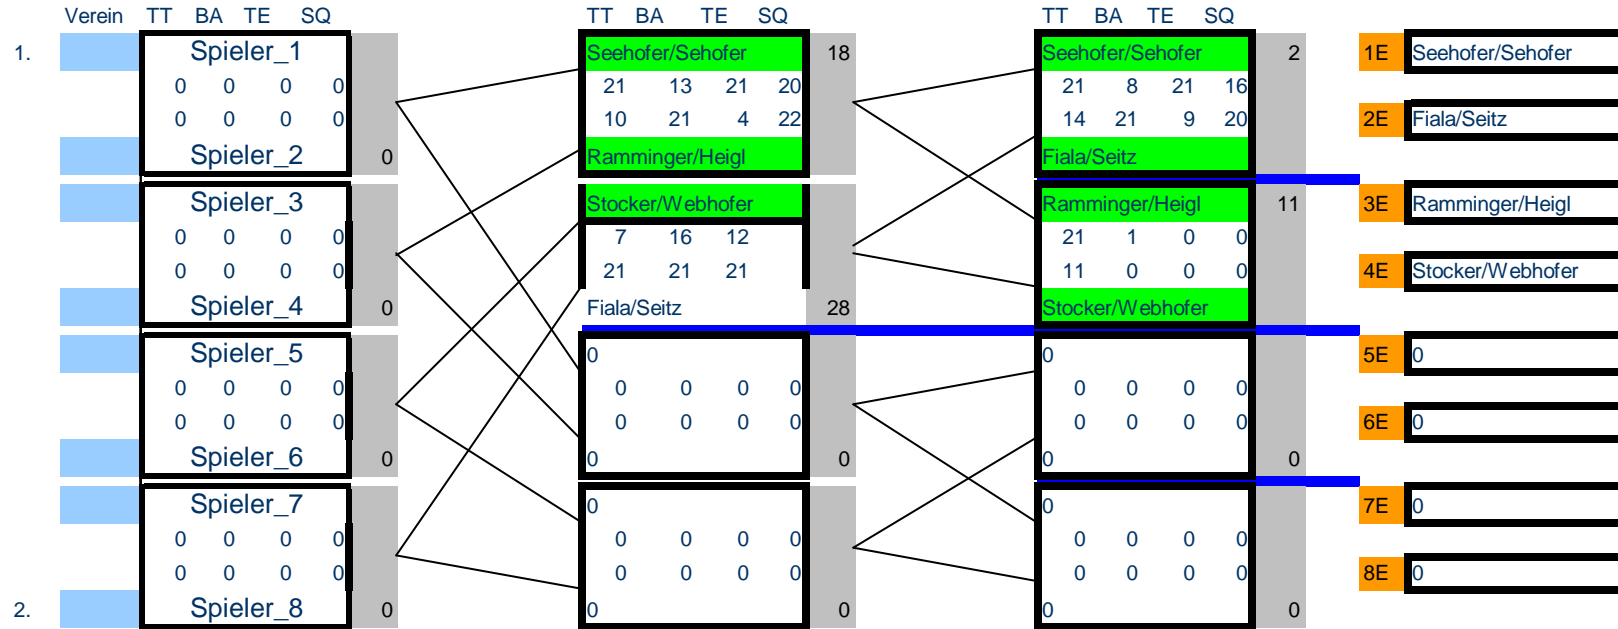 Verein TT BA TE SQ TT BA TE SQ TT BA TE SQ
1. Spieler_1 Seehofer/Sehofer 18 Seehofer/Sehofer 2 1E Seehofer/Sehofer
0 0 0 0 21 13 21 20 21 8 21 16
0 0 0 0 10 21 4 22 14 21 9 20 2E Fiala/Seitz
Spieler_2 0 Ramminger/Heigl Fiala/Seitz
Spieler_3 Stocker/Webhofer Ramminger/Heigl 11 3E Ramminger/Heigl
0 0 0 0 7 16 12 21 1 0 0
0 0 0 0 21 21 21 11 0 0 0 4E Stocker/Webhofer
Spieler_4 0 Fiala/Seitz 28 Stocker/Webhofer
Spieler_5 0 0 5E 0
0 0 0 0 0 0 0 0 0 0 0 0
0 0 0 0 0 0 0 0 0 0 0 0 6E 0
Spieler_6 0 0 0 0 0
Spieler_7 0 0 7E 0
0 0 0 0 0 0 0 0 0 0 0 0
0 0 0 0 0 0 0 0 0 0 0 0 8E 0
2. Spieler_8 0 0 0 0 0